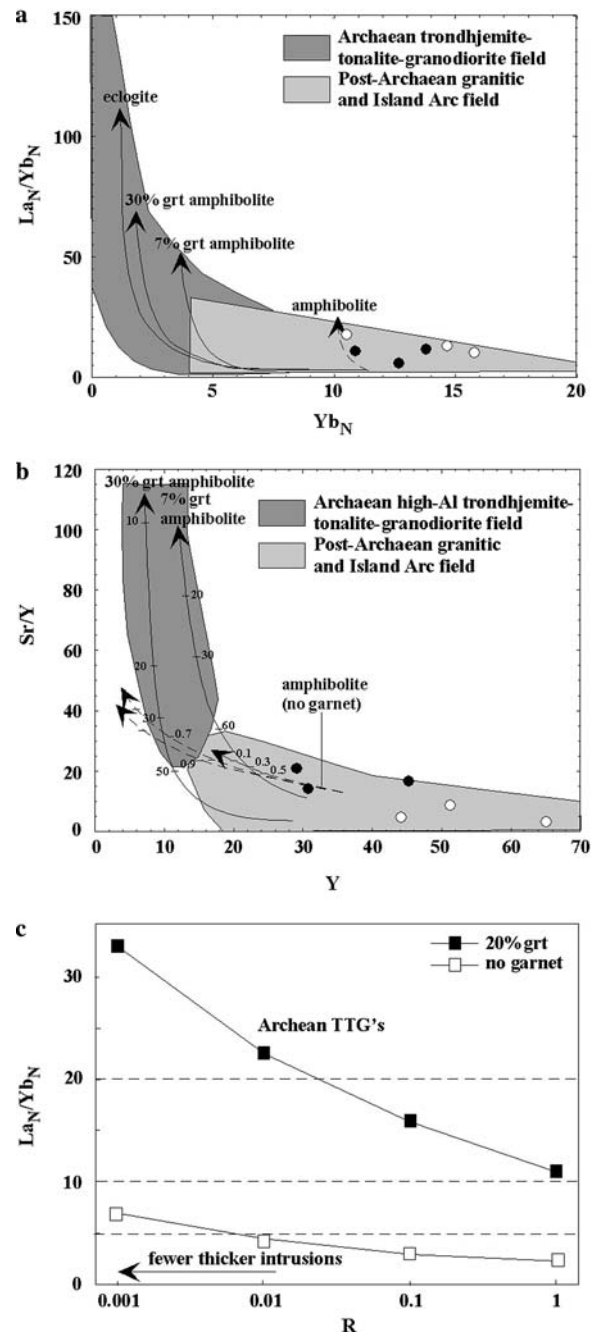 a
150
100
50
0
La_N/Yb_N
Archaean trondhjemite-
tonalite-granodiorite field
Post-Archaean granitic
and Island Arc field
eclogite
30% grt amphibolite
7% grt amphibolite
amphibolite
0 5 10 15 20
Yb_N
b
120
100
80
60
40
20
0
Sr/Y
30% grt amphibolite
7% grt
amphibolite
Archaean high-Al trondhjemite-
tonalite-granodiorite field
Post-Archaean granitic
and Island Arc field
10
20
30
20
30
50
60
0.7
0.9
0.1
0.3
0.5
amphibolite
(no garnet)
0 10 20 30 40 50 60 70
Y
c
30
20
10
0
La_N/Yb_N
20%grt
no garnet
Archean TTG's
fewer thicker intrusions
0.001 0.01 0.1 1
R